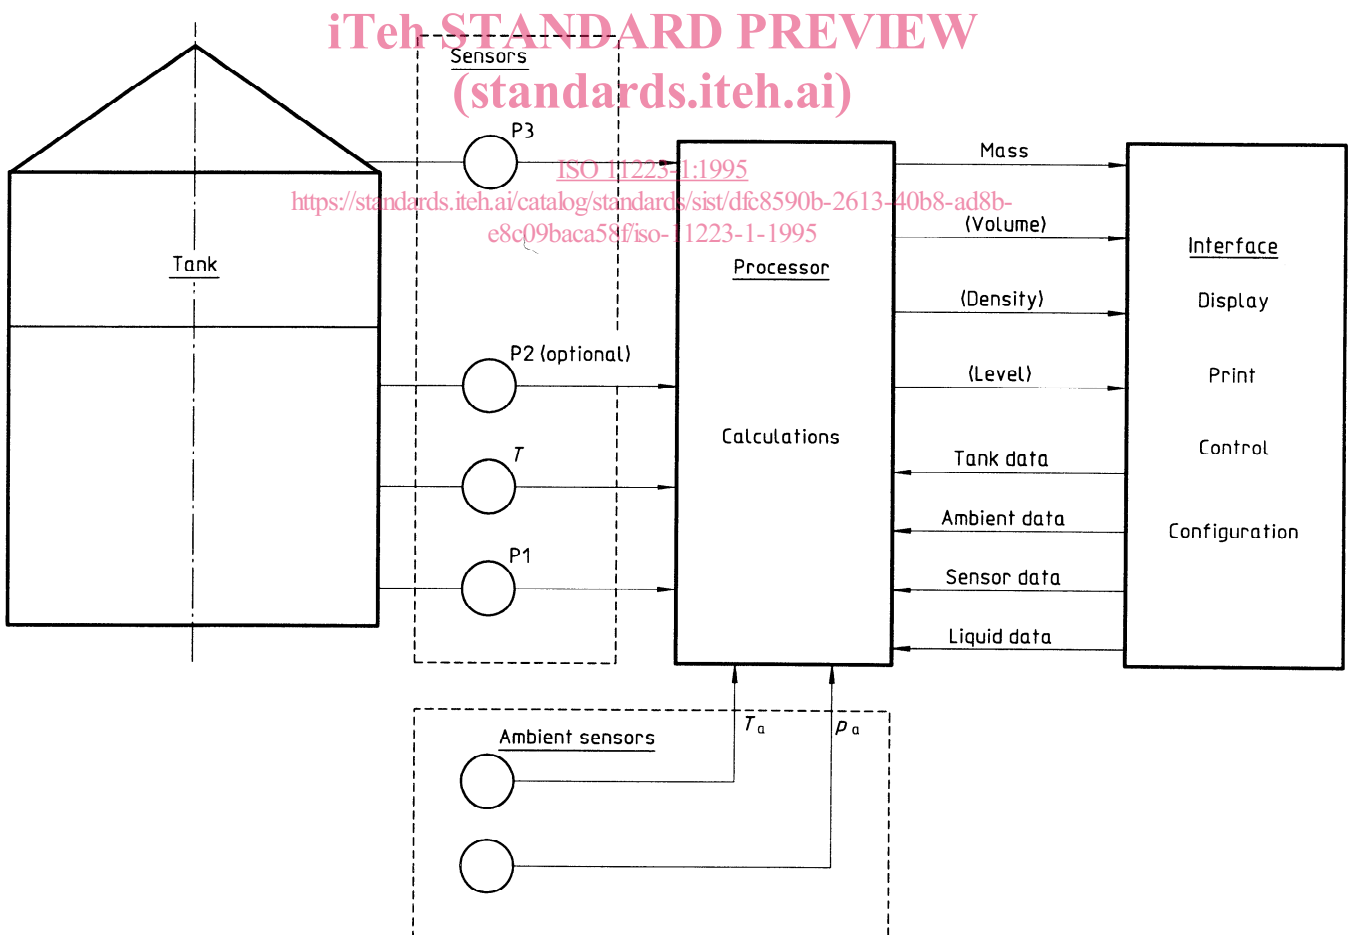 iTeh STANDARD PREVIEW
(standards.iteh.ai)
ISO 11223-1:1995
https://standards.iteh.ai/catalog/standards/sist/dfc8590b-2613-40b8-ad8b-
e8c09baca58f/iso-11223-1-1995
Sensors
P3
Tank
P2 (optional)
T
P1
Processor
Calculations
Mass
(Volume)
(Density)
(Level)
Tank data
Ambient data
Sensor data
Liquid data
Interface
Display
Print
Control
Configuration
Ambient sensors
Ta
pa